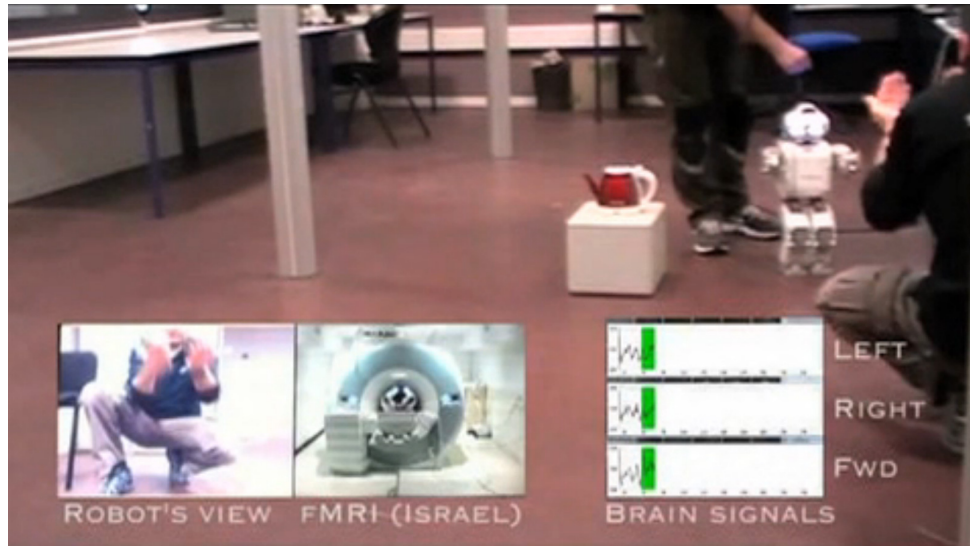 LEFT
RIGHT
FWD
ROBOT'S VIEW
FMRI (ISRAEL)
BRAIN SIGNALS